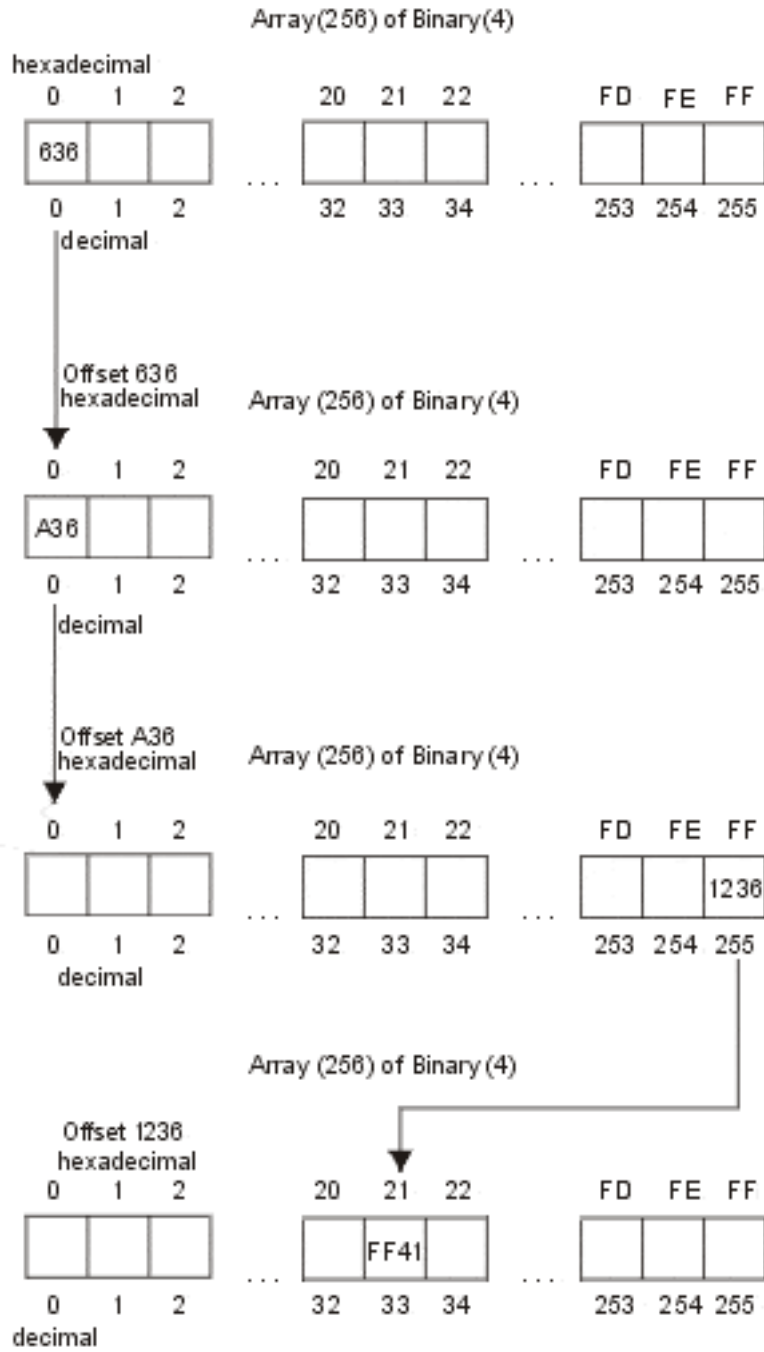 Array(256) of Binary(4)
hexadecimal
0 1 2 20 21 22 FD FE FF
636
... ...
0 1 2 32 33 34 253 254 255
decimal
Offset 636
hexadecimal
Array (256) of Binary (4)
0 1 2 20 21 22 FD FE FF
A36
... ...
0 1 2 32 33 34 253 254 255
decimal
Offset A36
hexadecimal
Array (256) of Binary (4)
0 1 2 20 21 22 FD FE FF
1236
... ...
0 1 2 32 33 34 253 254 255
decimal
Array (256) of Binary (4)
Offset 1236
hexadecimal
0 1 2 20 21 22 FD FE FF
FF41
... ...
0 1 2 32 33 34 253 254 255
decimal